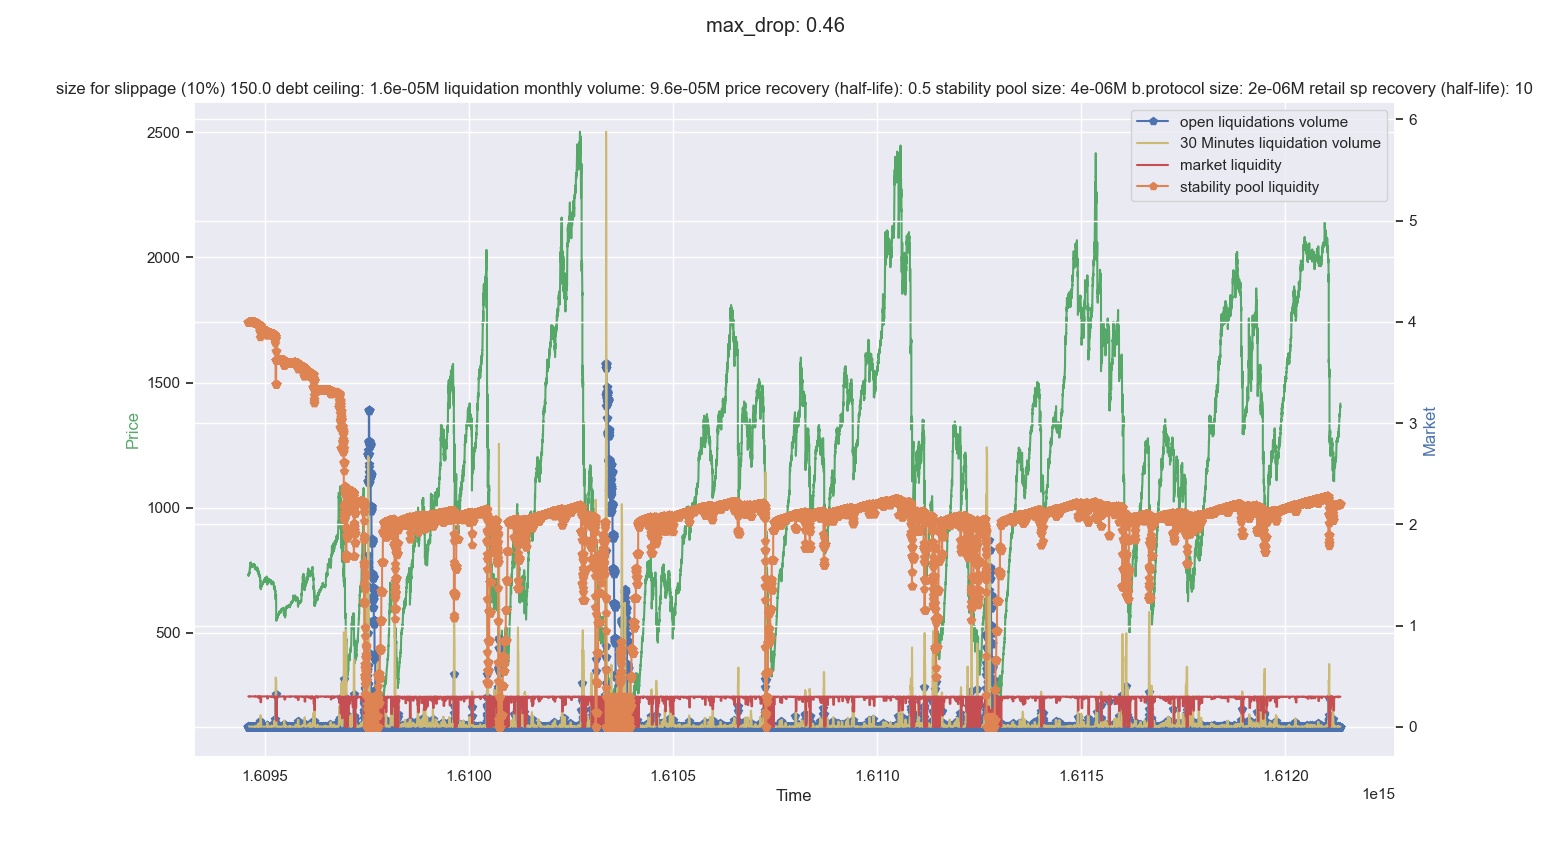 max_drop: 0.46
size for slippage (10%) 150.0 debt ceiling: 1.6e-05M liquidation monthly volume: 9.6e-05M price recovery (half-life): 0.5 stability pool size: 4e-06M b.protocol size: 2e-06M retail sp recovery (half-life): 10
open liquidations volume
30 Minutes liquidation volume
market liquidity
stability pool liquidity
2500
2000
1500
1000
500
Price
6
5
4
3
2
1
0
Market
1.6095 1.6100 1.6105 1.6110 1.6115 1.6120
Time
1e15